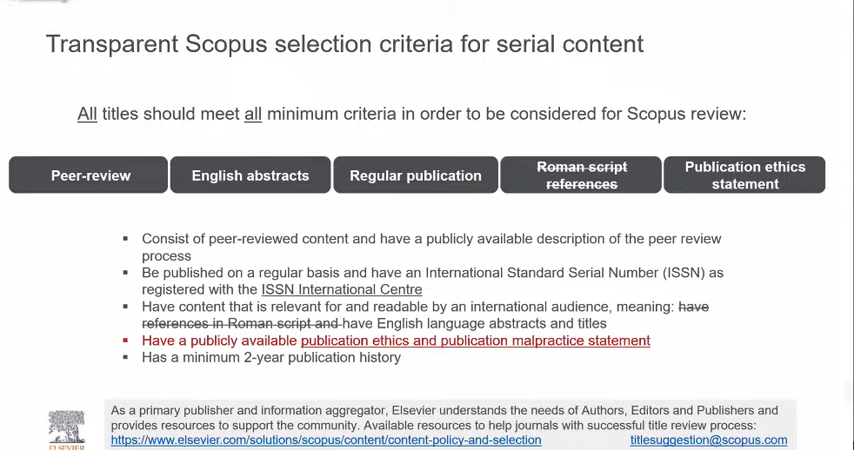 Transparent Scopus selection criteria for serial content
All titles should meet all minimum criteria in order to be considered for Scopus review:
Peer-review
English abstracts
Regular publication
Roman script
references
Publication ethics
statement
▪ Consist of peer-reviewed content and have a publicly available description of the peer review
process
▪ Be published on a regular basis and have an International Standard Serial Number (ISSN) as
registered with the ISSN International Centre
▪ Have content that is relevant for and readable by an international audience, meaning: have
references in Roman script and have English language abstracts and titles
▪ Have a publicly available publication ethics and publication malpractice statement
▪ Has a minimum 2-year publication history
As a primary publisher and information aggregator, Elsevier understands the needs of Authors, Editors and Publishers and
provides resources to support the community. Available resources to help journals with successful title review process:
https://www.elsevier.com/solutions/scopus/content/content-policy-and-selection titlesuggestion@scopus.com
ELSEVIER